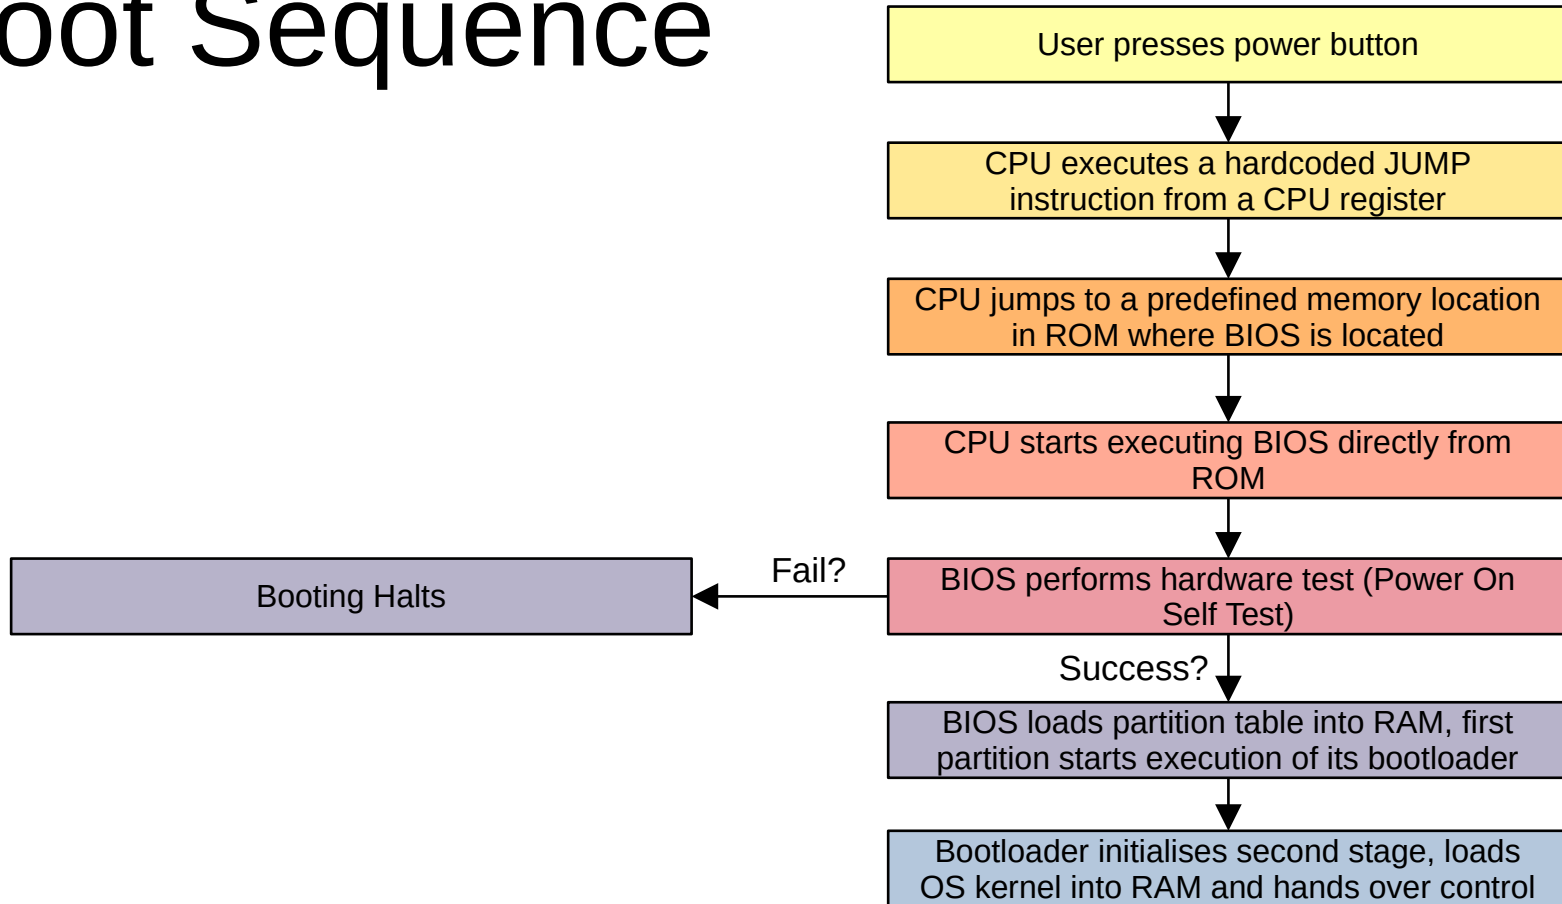 oot Sequence
User presses power button
CPU executes a hardcoded JUMP
instruction from a CPU register
CPU jumps to a predefined memory location
in ROM where BIOS is located
CPU starts executing BIOS directly from
ROM
Fail?
Booting Halts
BIOS performs hardware test (Power On
Self Test)
Success?
BIOS loads partition table into RAM, first
partition starts execution of its bootloader
Bootloader initialises second stage, loads
OS kernel into RAM and hands over control